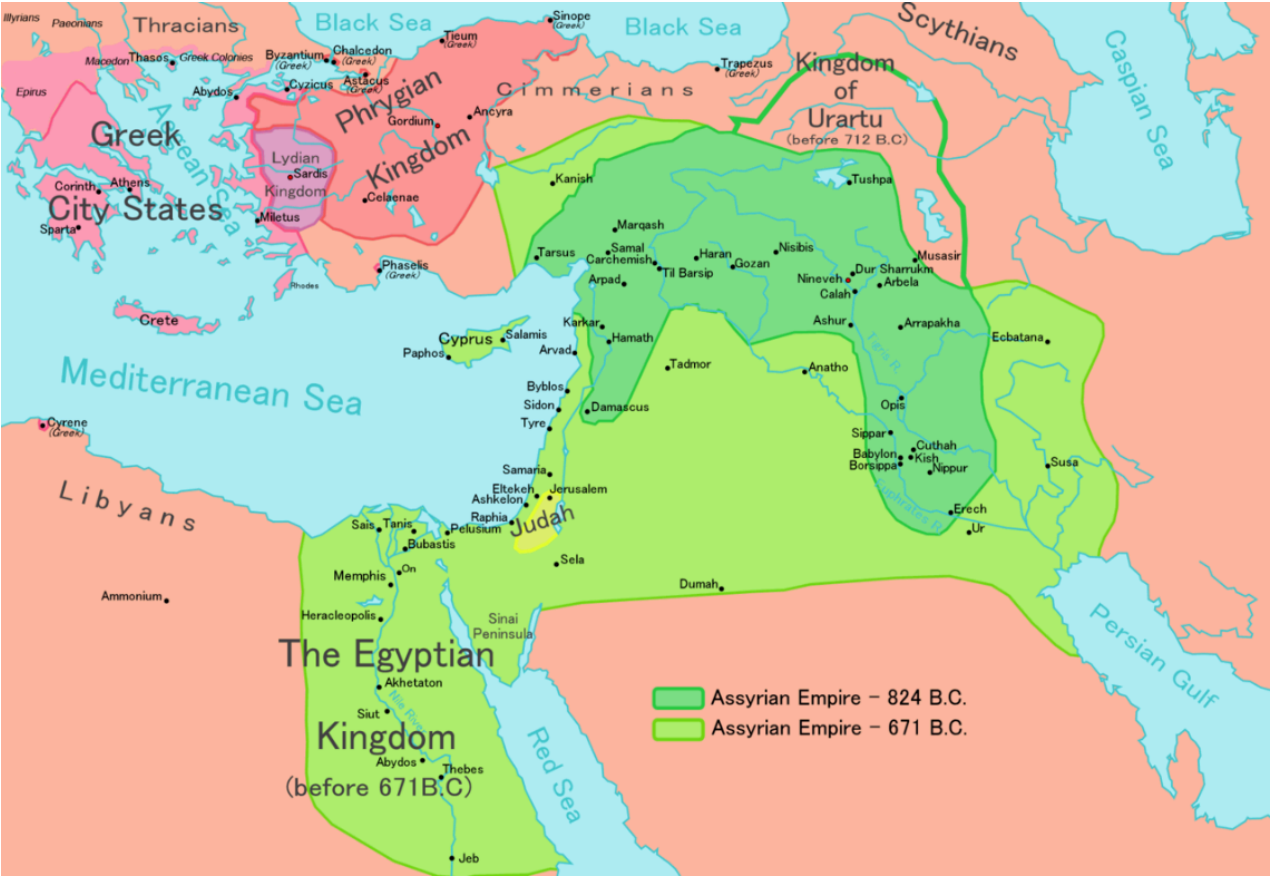 Illyrians
Paeonians
Thracians
Black Sea
Sinope
(Greek)
Black Sea
Scythians
Caspian Sea
Tieum
(Greek)
Macedon
Thasos
Greek Colonies
Byzantium
(Greek)
Chalcedon
(Greek)
Astacus
(Greek)
Cyzicus
Abydos
Trapezus
(Greek)
Cimmerians
Kingdom
of
Urartu
(before 712 B.C)
Epirus
Greek
City States
Aegean Sea
Phrygian
Kingdom
Gordium
Ancyra
Celaenae
Lydian
Kingdom
Sardis
Miletus
Corinth
Athens
Sparta
Phaselis
(Greek)
Rhodes
Crete
Kanish
Tushpa
Marqash
Tarsus
Samal
Carchemish
Til Barsip
Haran
Gozan
Nisibis
Musasir
Dur Sharrukm
Nineveh
Arbela
Calah
Arpad
Karkar
Hamath
Ashur
Arrapakha
Tigris R.
Ecbatana
Cyprus
Salamis
Paphos
Arvad
Tadmor
Anatho
Mediterranean Sea
Byblos
Sidon
Tyre
Damascus
Opis
Sippar
Cuthah
Babylon
Kish
Borsippa
Nippur
Susa
Euphrates R.
Erech
Ur
Cyrene
(Greek)
Libyans
Samaria
Eltekeh
Jerusalem
Ashkelon
Raphia
Judah
Sela
Dumah
Sais
Tanis
Pelusium
Bubastis
On
Memphis
Ammonium
Heracleopolis
Sinai
Peninsula
The Egyptian
Kingdom
(before 671B.C)
Akhetaton
Nile River
Siut
Abydos
Thebes
Jeb
Red Sea
Persian Gulf
Assyrian Empire - 824 B.C.
Assyrian Empire - 671 B.C.